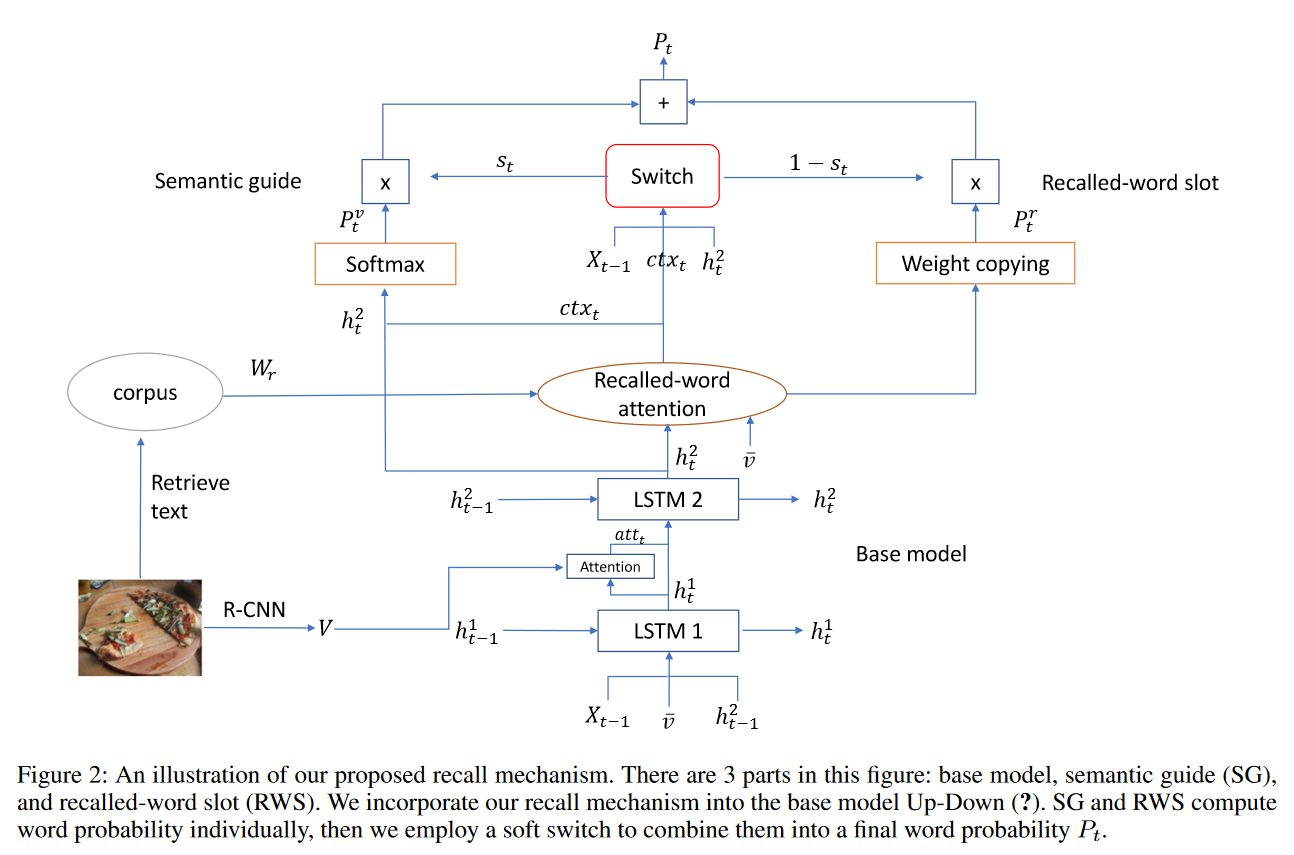 P_t
+
s_t
Switch
1 − s_t
Semantic guide
x
x
Recalled-word slot
P_t^v
P_t^r
Softmax
X_{t−1} ctx_t h_t^2
Weight copying
h_t^2
ctx_t
W_r
corpus
Recalled-word
attention
h_t^2
v̄
Retrieve
text
h_{t−1}^2
LSTM 2
h_t^2
att_t
Attention
Base model
h_t^1
R-CNN
V
h_{t−1}^1
LSTM 1
h_t^1
X_{t−1} v̄ h_{t−1}^2
Figure 2: An illustration of our proposed recall mechanism. There are 3 parts in this figure: base model, semantic guide (SG),
and recalled-word slot (RWS). We incorporate our recall mechanism into the base model Up-Down (?). SG and RWS compute
word probability individually, then we employ a soft switch to combine them into a final word probability P_t.